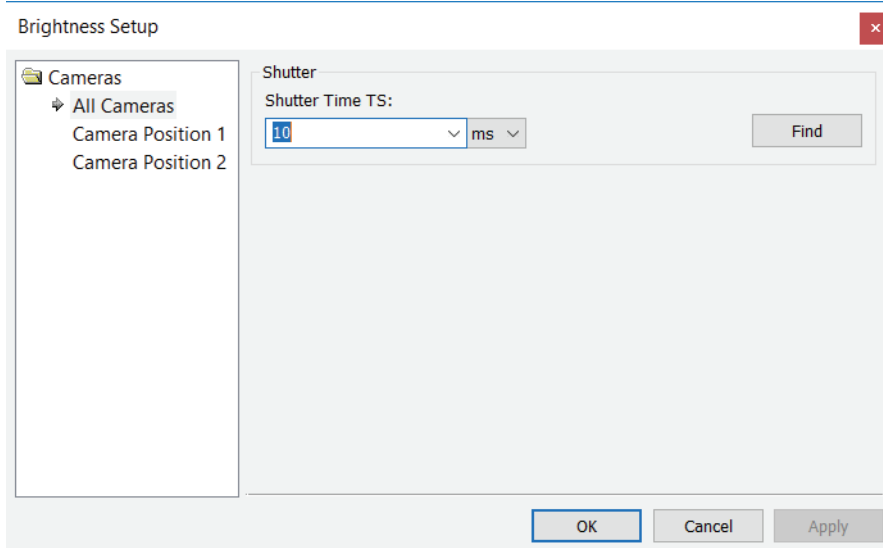 Brightness Setup
Cameras
All Cameras
Camera Position 1
Camera Position 2
Shutter
Shutter Time TS:
10 ms Find
OK Cancel Apply